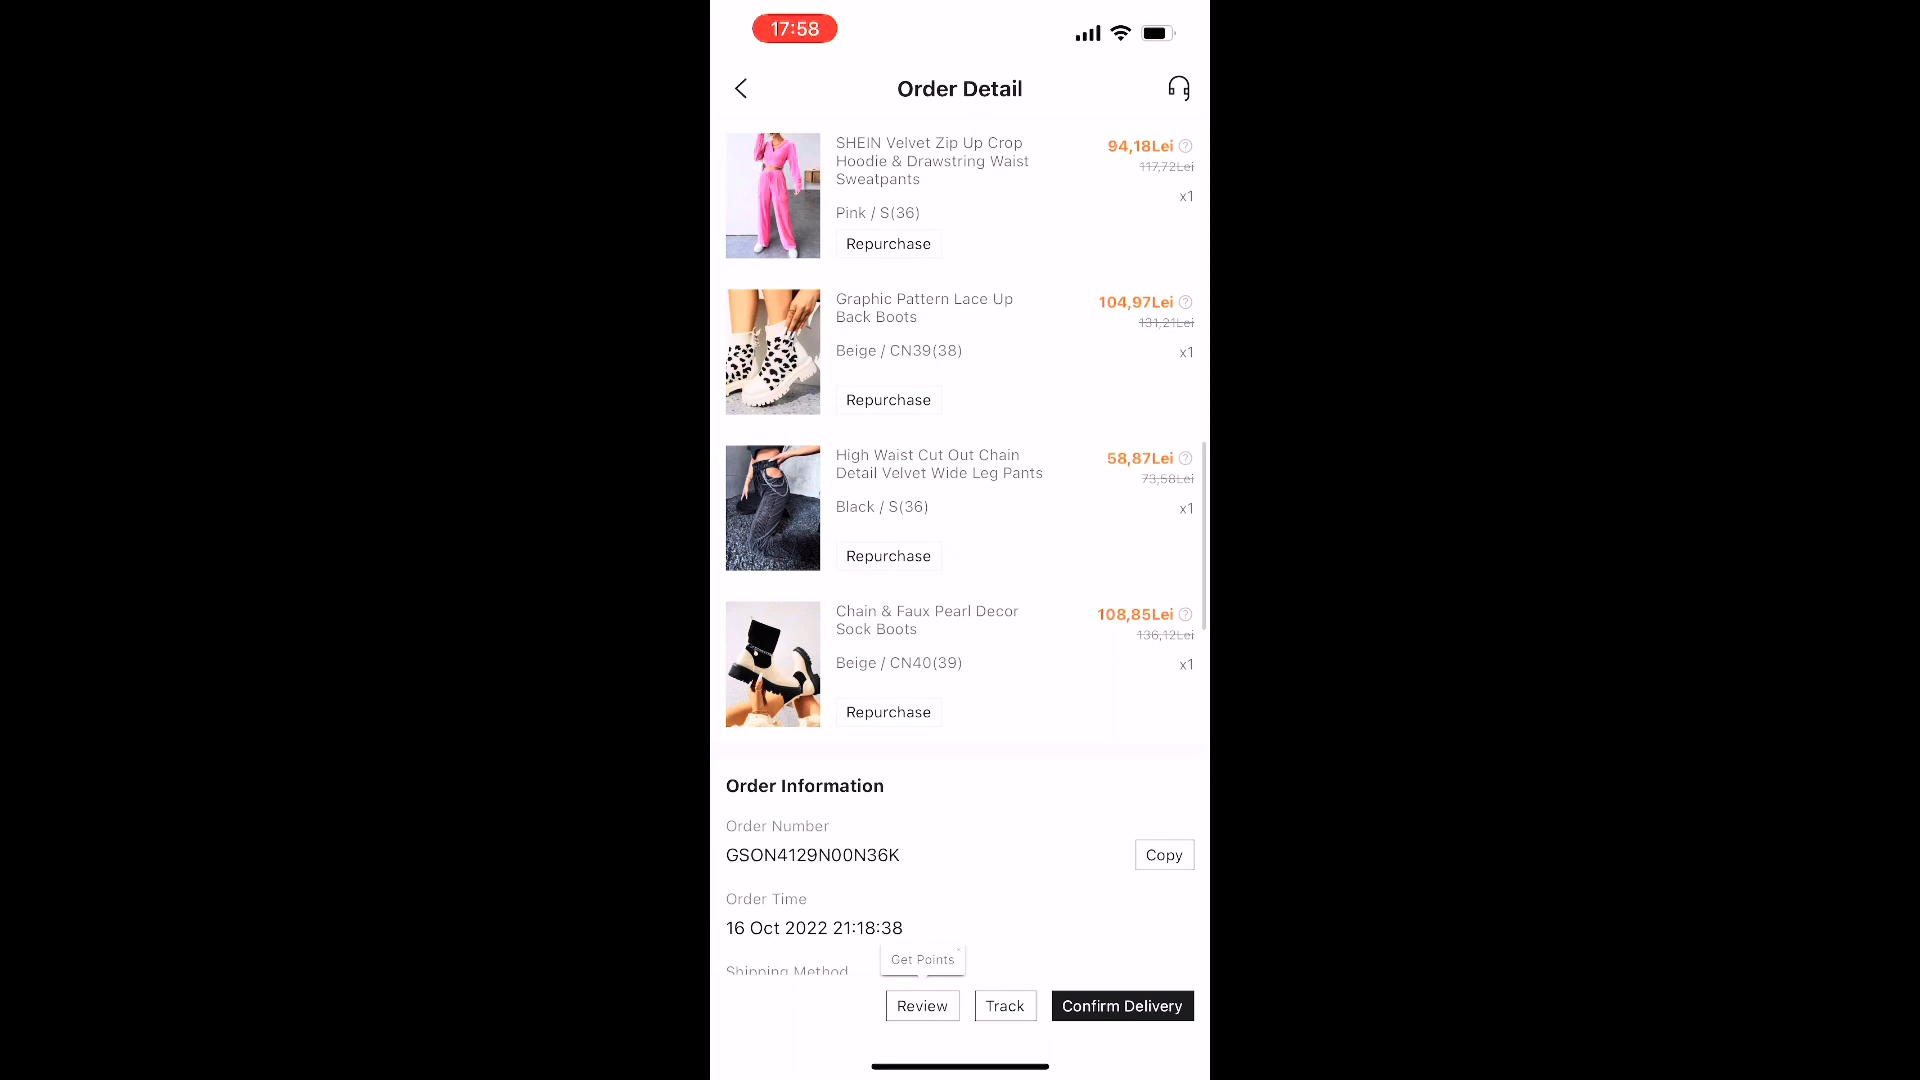 17:58
Order Detail
SHEIN Velvet Zip Up Crop
Hoodie & Drawstring Waist
Sweatpants
94,18Lei
117,72Lei
x1
Pink / S(36)
Repurchase
Graphic Pattern Lace Up
Back Boots
104,97Lei
131,21Lei
x1
Beige / CN39(38)
Repurchase
High Waist Cut Out Chain
Detail Velvet Wide Leg Pants
58,87Lei
73,58Lei
x1
Black / S(36)
Repurchase
Chain & Faux Pearl Decor
Sock Boots
108,85Lei
136,12Lei
x1
Beige / CN40(39)
Repurchase
Order Information
Order Number
GSON4129N00N36K
Copy
Order Time
16 Oct 2022 21:18:38
Get Points
Shipping Method
Review
Track
Confirm Delivery